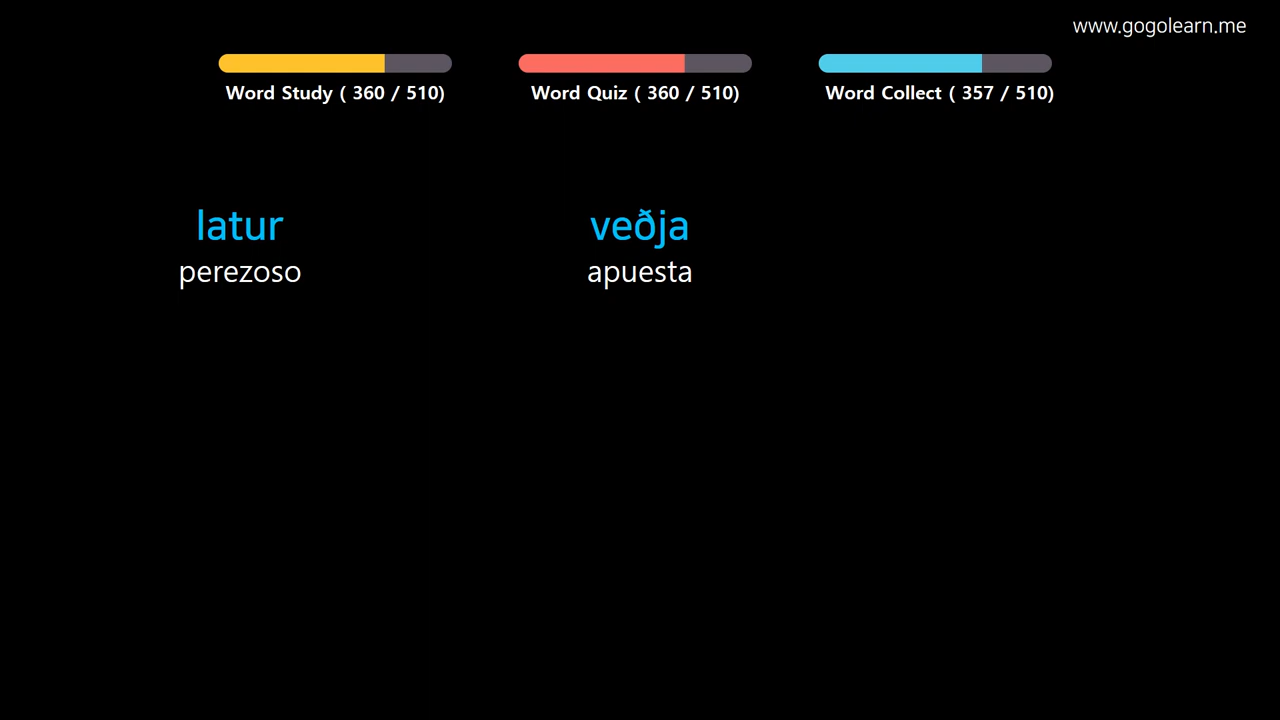 www.gogolearn.me
Word Study ( 360 / 510)
Word Quiz ( 360 / 510)
Word Collect ( 357 / 510)
latur
perezoso
veðja
apuesta